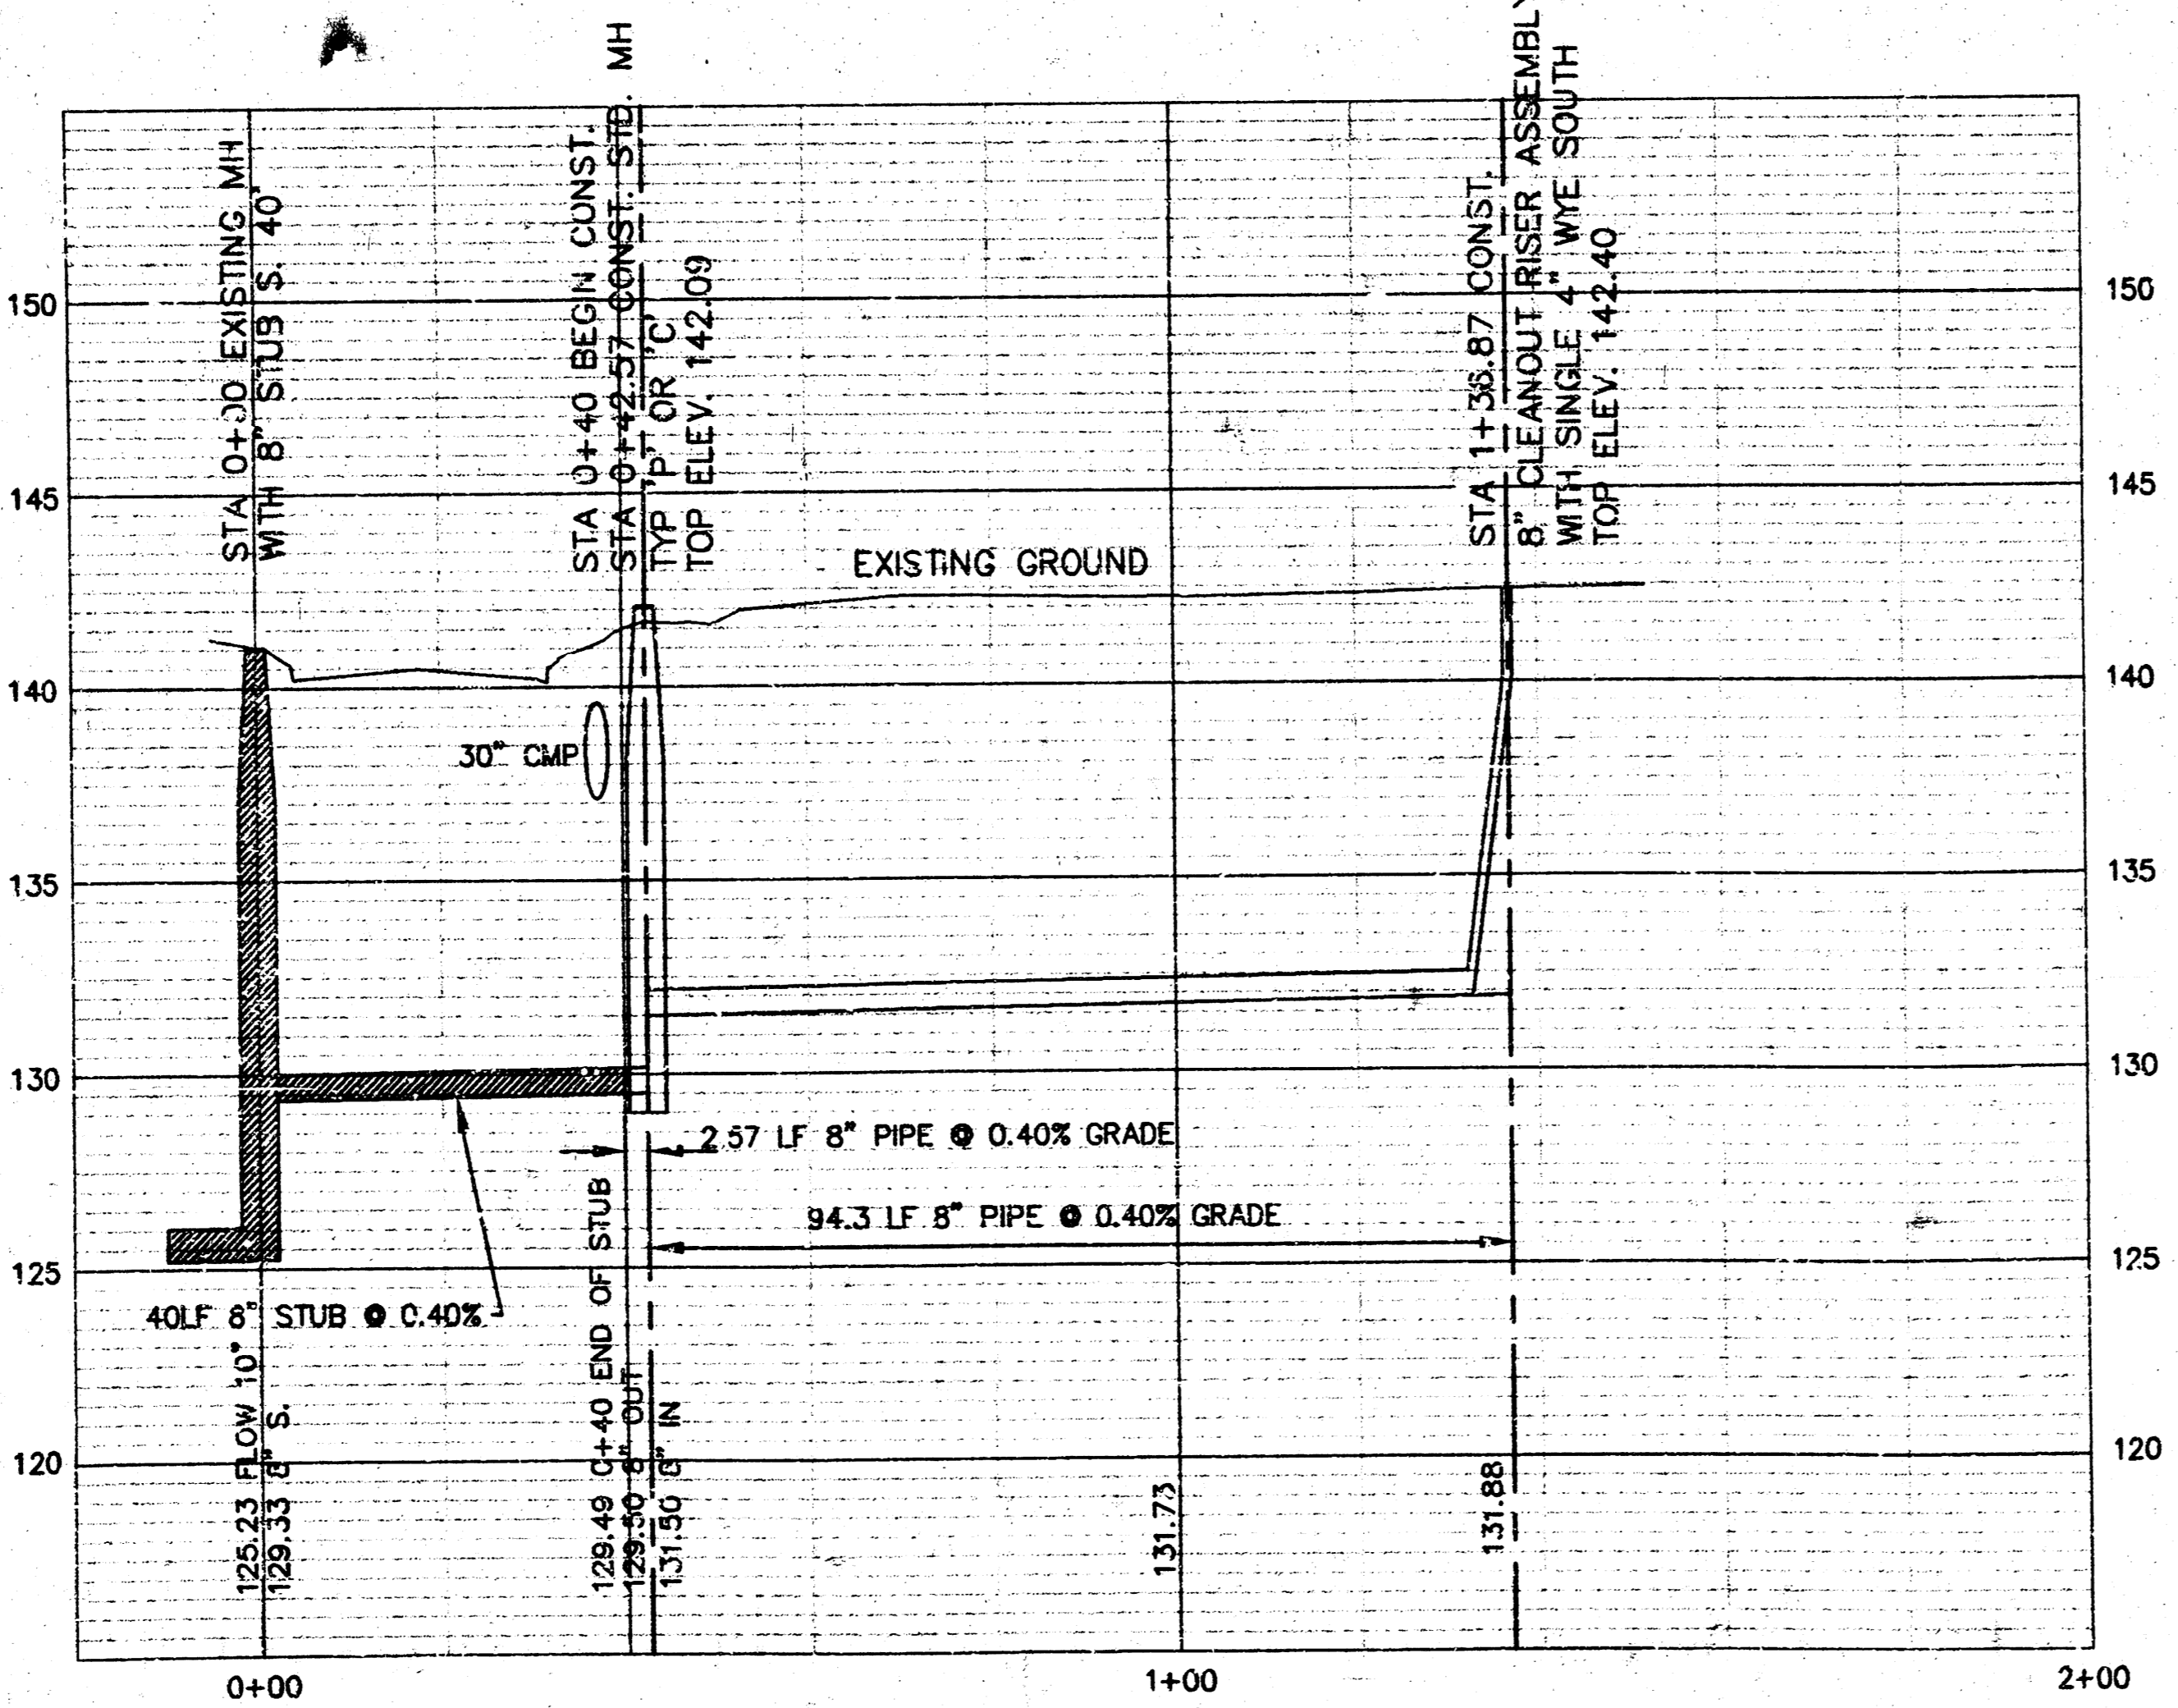 STA 0+00 EXISTING MH
WITH 8" STUB S. 40'
STA 0+40 BEGIN CONST.
STA 0+42.57 CONST. STD. MH
TYP 'P' OR 'C'
TOP ELEV. 142.09
STA 1+36.87 CONST.
8" CLEANOUT RISER ASSEMBLY
WITH SINGLE 4" WYE SOUTH
TOP ELEV. 142.40
EXISTING GROUND
30" CMP
150
145
140
135
130
125
120
150
145
140
135
130
125
120
2.57 LF 8" PIPE @ 0.40% GRADE
94.3 LF 8" PIPE @ 0.40% GRADE
40LF 8" STUB @ 0.40%
125.23 FLOW 10"
129.33 8" S.
129.49 0+40 END OF STUB
129.50 8" OUT
131.50 8" IN
131.73
131.88
0+00
1+00
2+00